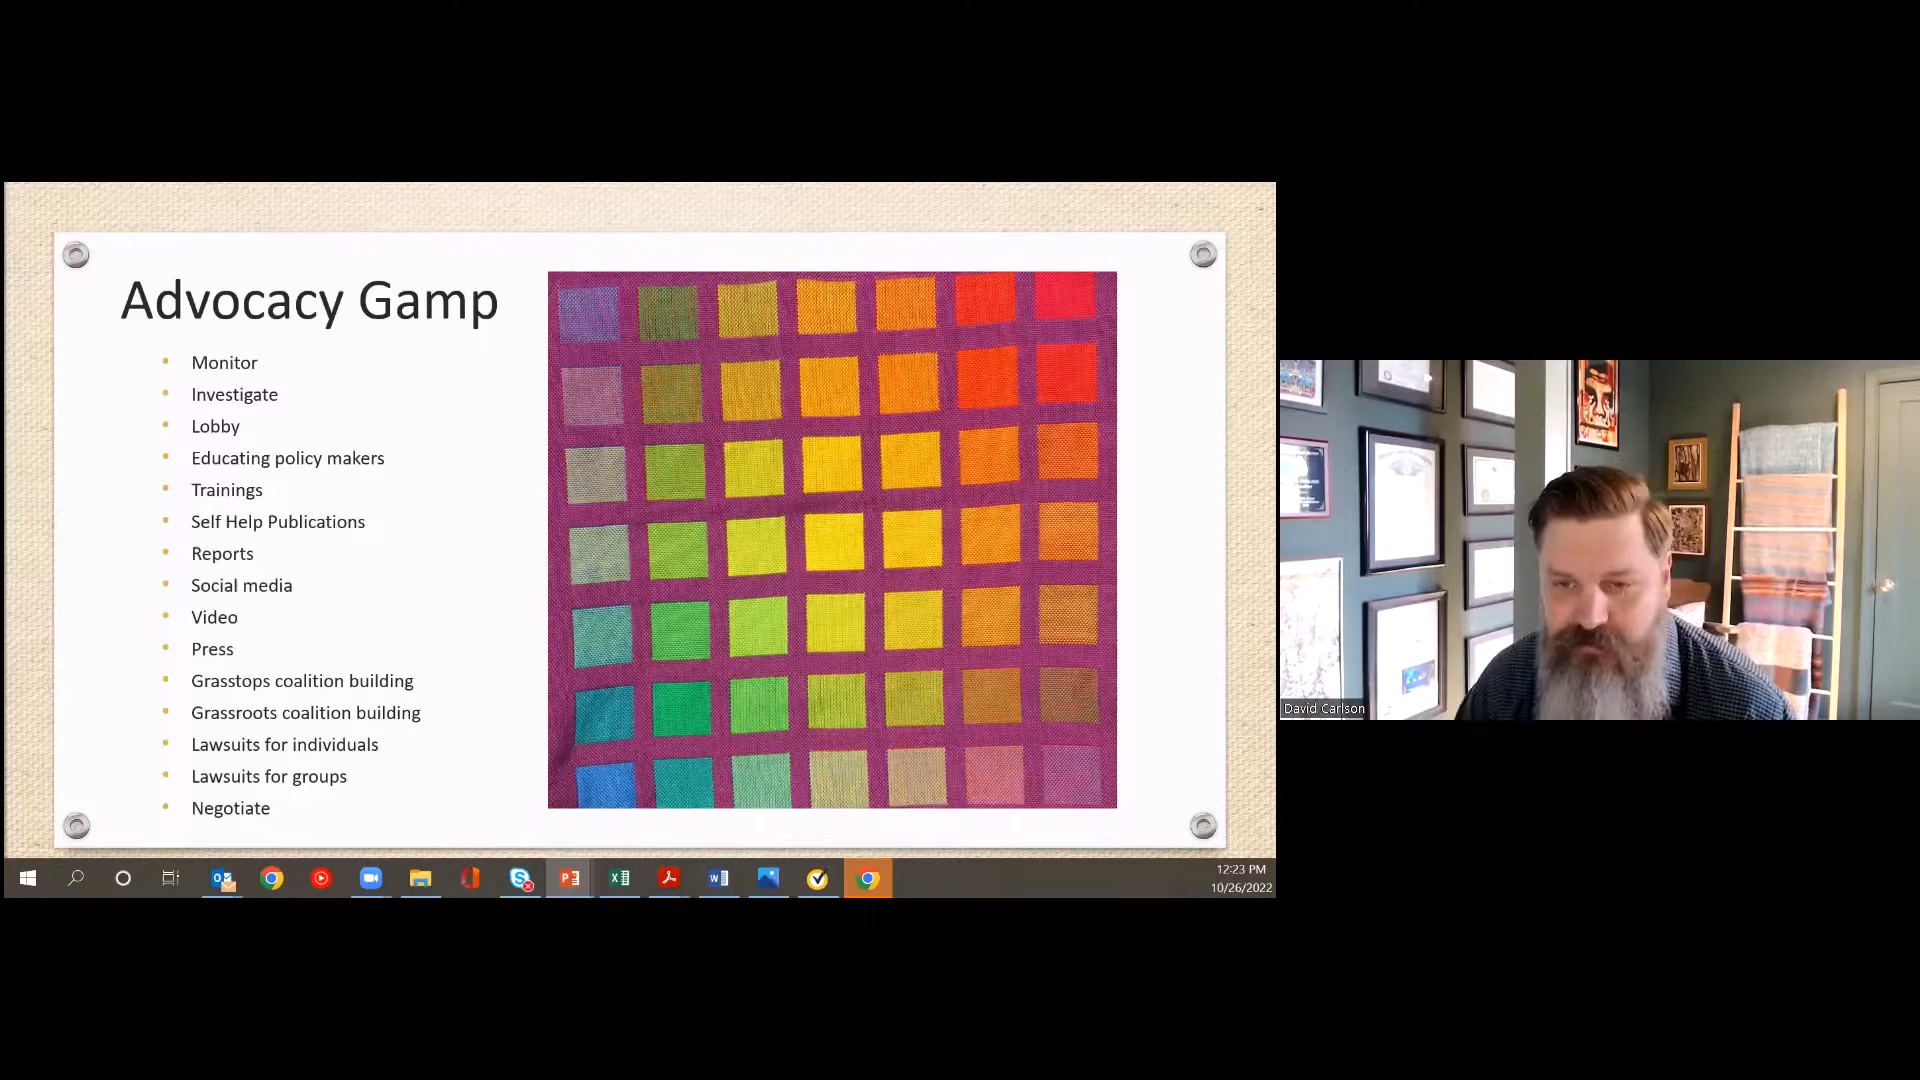 Advocacy Gamp
Monitor
Investigate
Lobby
Educating policy makers
Trainings
Self Help Publications
Reports
Social media
Video
Press
Grasstops coalition building
Grassroots coalition building
Lawsuits for individuals
Lawsuits for groups
Negotiate
12:23 PM
10/26/2022
David Carlson